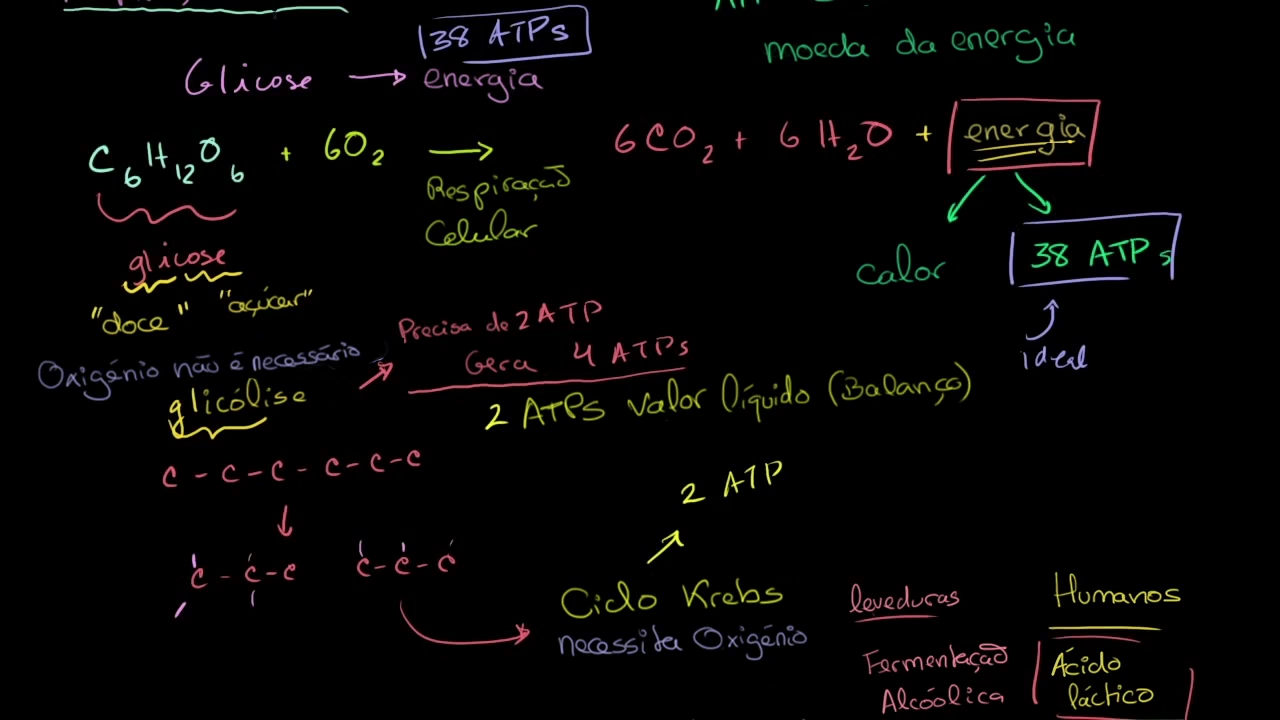 38 ATPs
moeda da energia
Glicose → energia
C6H12O6 + 6O2 → 6CO2 + 6H2O + energia
Respiração
Celular
glicose
calor
38 ATPs
"doce" "açúcar"
ideal
Precisa de 2 ATP
Oxigénio não é necessário
Gera 4 ATPs
glicólise
2 ATPs valor líquido (Balanço)
C - C - C - C - C - C
2 ATP
C - C - C C - C - C
Ciclo Krebs
leveduras
Humanos
necessita Oxigénio
Fermentação
Alcoólica
Ácido
láctico